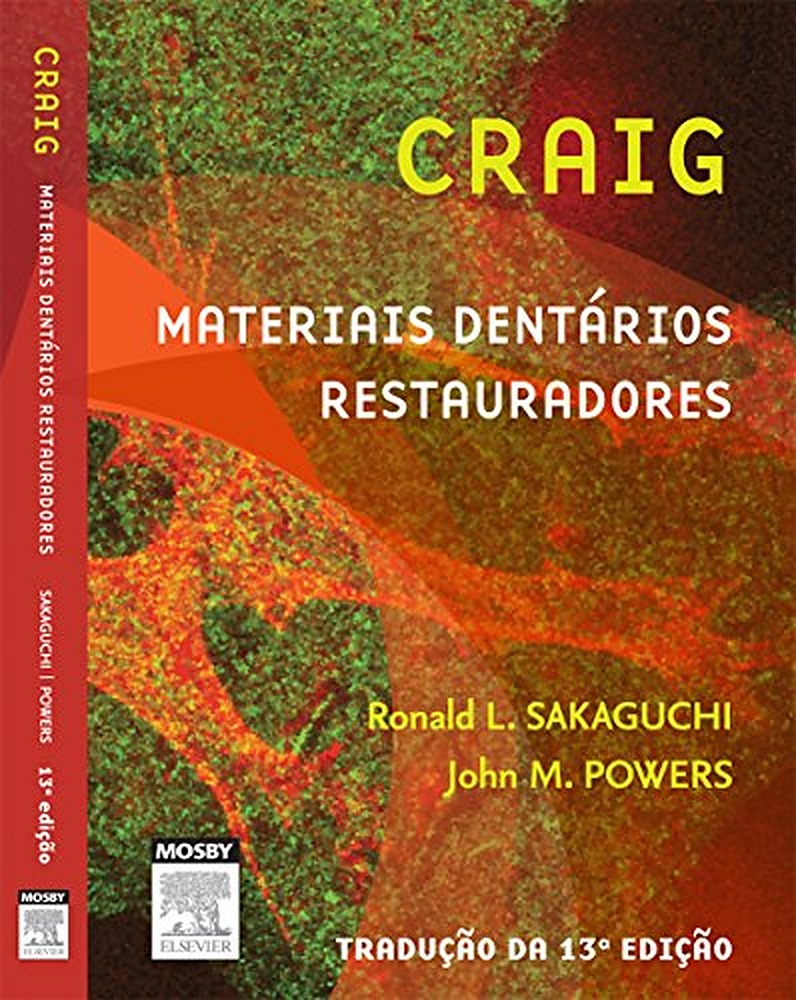 CRAIG
MATERIAIS DENTÁRIOS RESTAURADORES
SAKAGUCHI | POWERS
13ª edição
MOSBY
ELSEVIER
CRAIG
MATERIAIS DENTÁRIOS
RESTAURADORES
Ronald L. SAKAGUCHI
John M. POWERS
MOSBY
ELSEVIER
TRADUÇÃO DA 13ª EDIÇÃO